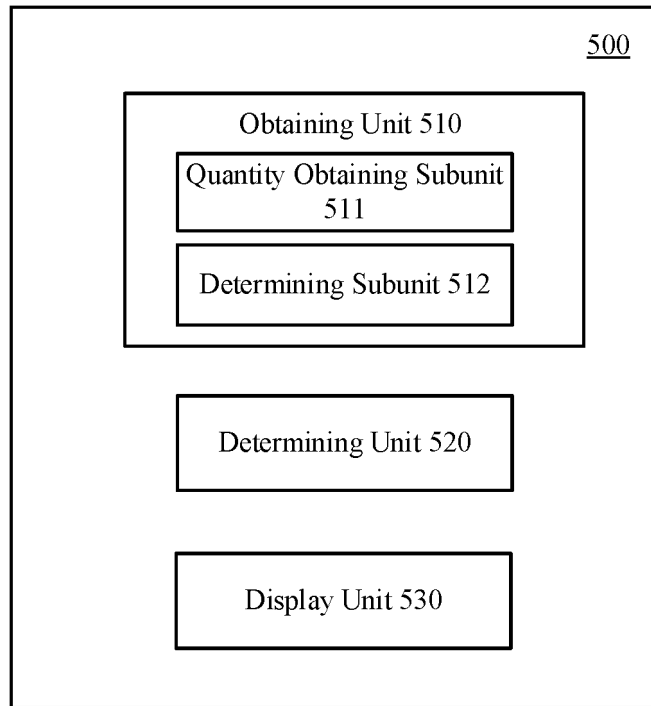 500
Obtaining Unit 510
Quantity Obtaining Subunit
511
Determining Subunit 512
Determining Unit 520
Display Unit 530